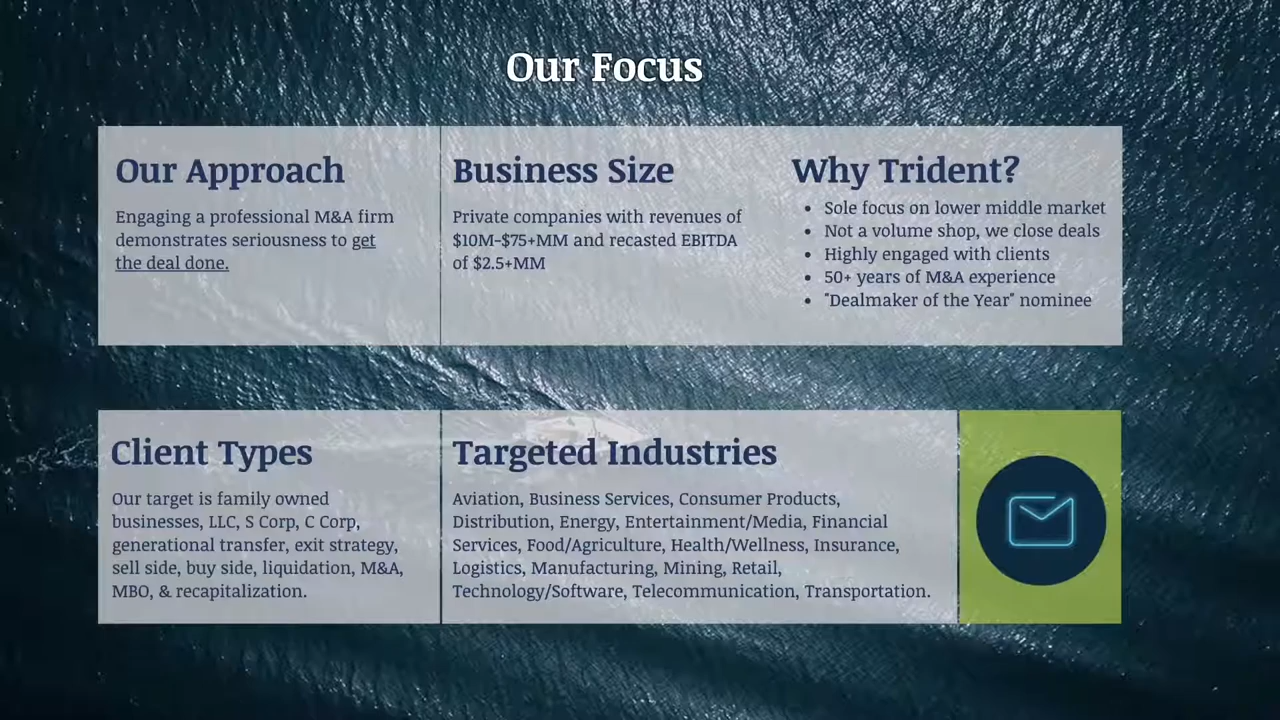 Our Focus
Our Approach
Engaging a professional M&A firm
demonstrates seriousness to get
the deal done.
Business Size
Private companies with revenues of
$10M-$75+MM and recasted EBITDA
of $2.5+MM
Why Trident?
• Sole focus on lower middle market
• Not a volume shop, we close deals
• Highly engaged with clients
• 50+ years of M&A experience
• "Dealmaker of the Year" nominee
Client Types
Our target is family owned
businesses, LLC, S Corp, C Corp,
generational transfer, exit strategy,
sell side, buy side, liquidation, M&A,
MBO, & recapitalization.
Targeted Industries
Aviation, Business Services, Consumer Products,
Distribution, Energy, Entertainment/Media, Financial
Services, Food/Agriculture, Health/Wellness, Insurance,
Logistics, Manufacturing, Mining, Retail,
Technology/Software, Telecommunication, Transportation.